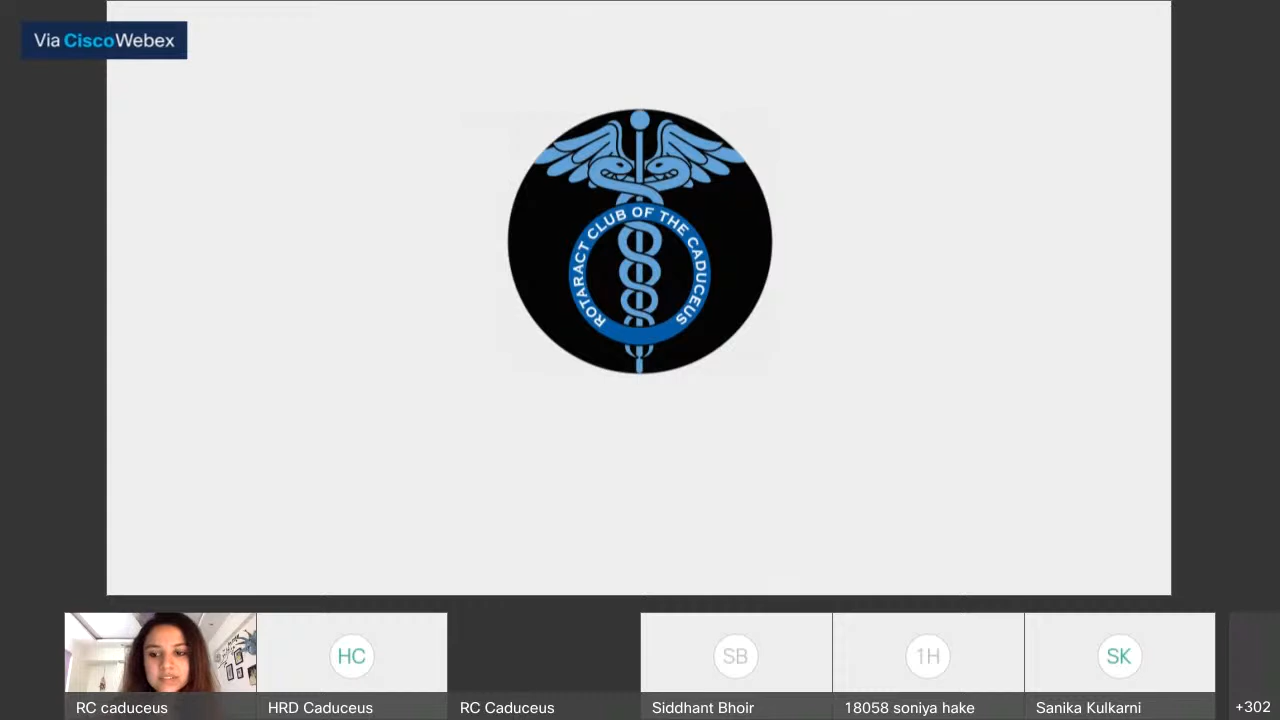 Via CiscoWebex
ROTARACT CLUB OF THE CADUCEUS
HC
SB
1H
SK
RC caduceus
HRD Caduceus
RC Caduceus
Siddhant Bhoir
18058 soniya hake
Sanika Kulkarni
+302